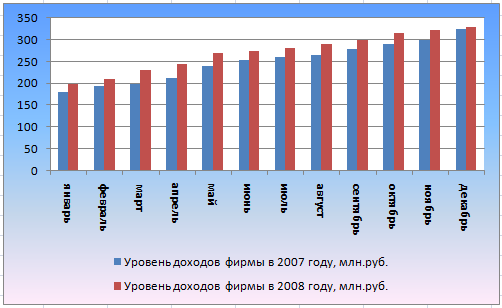 350
300
250
200
150
100
50
0
январь
февраль
март
апрель
май
июнь
июль
август
сентябрь
октябрь
ноябрь
декабрь
Уровень доходов фирмы в 2007 году, млн.руб.
Уровень доходов фирмы в 2008 году, млн.руб.